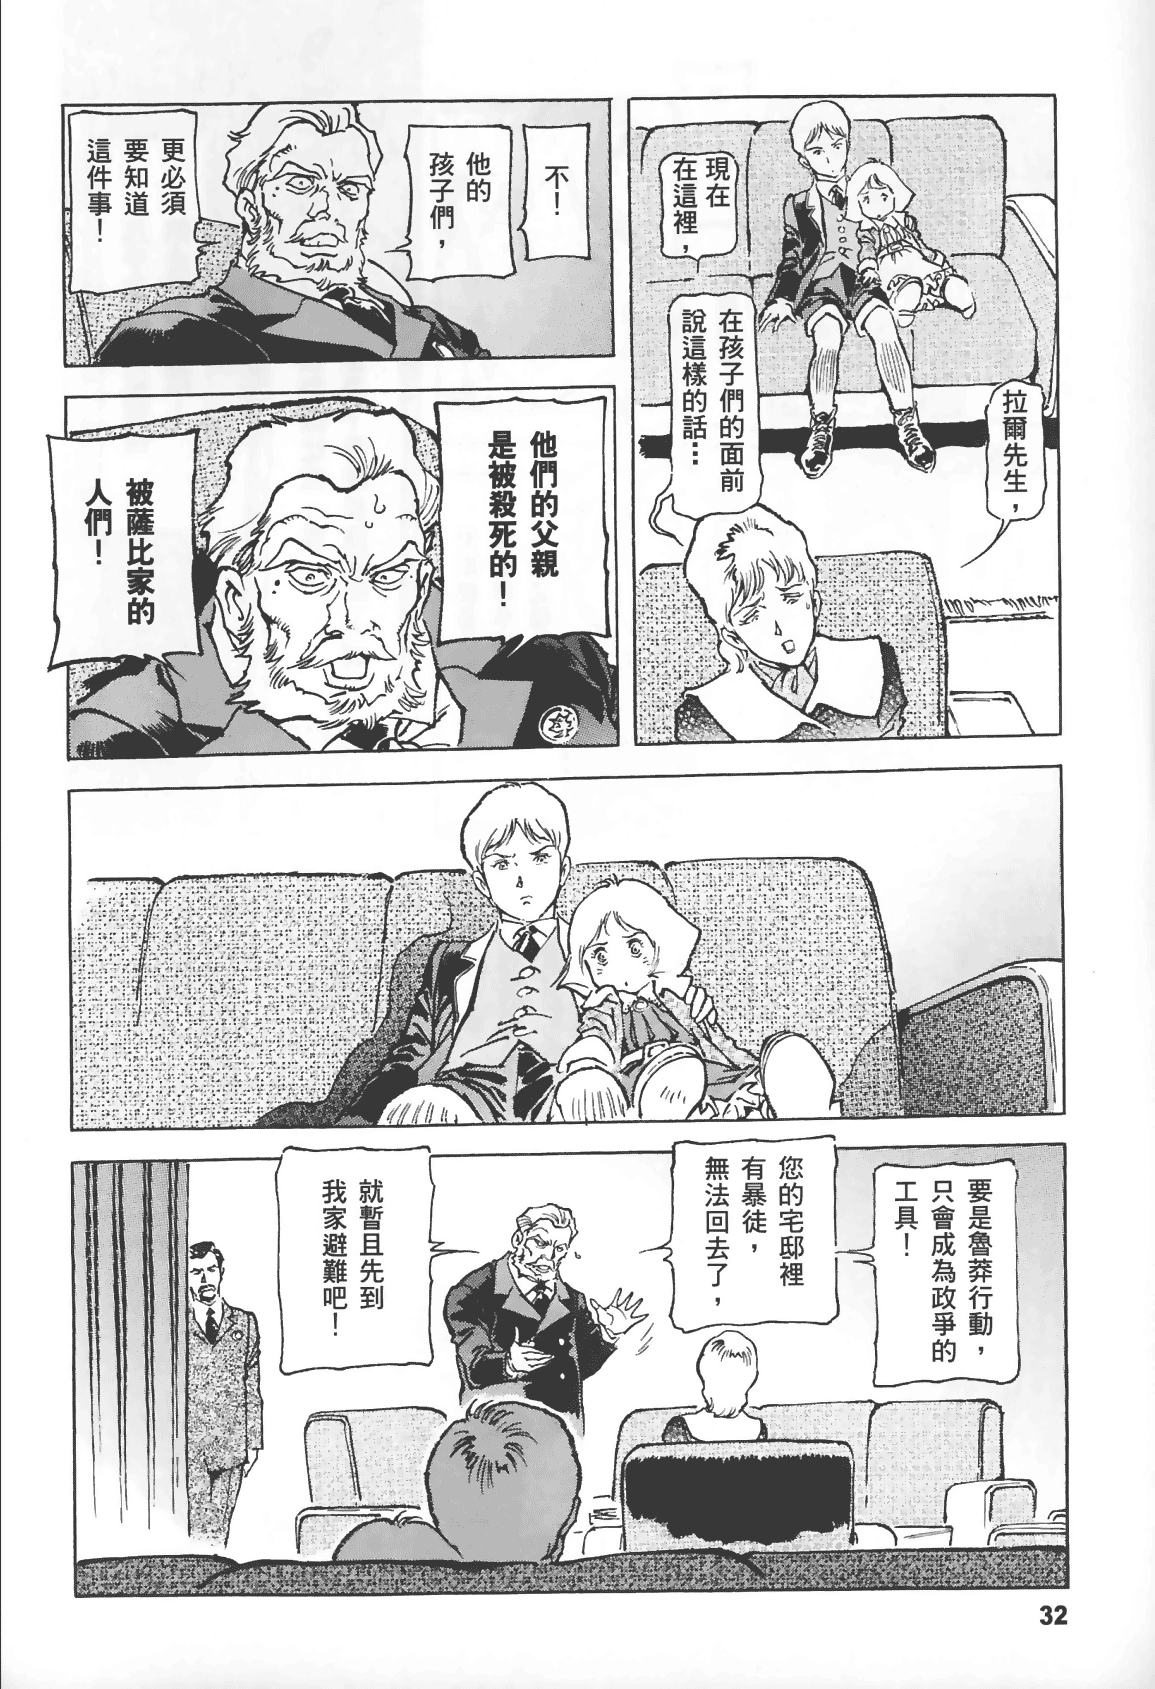 拉爾先生，
現在
在這裡，
在孩子們的面前
說這樣的話…
不！
他的
孩子們，
更必須
要知道
這件事！
他們的父親
是被殺死的！
被薩比家的
人們！
要是魯莽行動，
只會成為政爭的
工具！
您的宅邸裡
有暴徒，
無法回去了，
就暫且先到
我家避難吧！
32